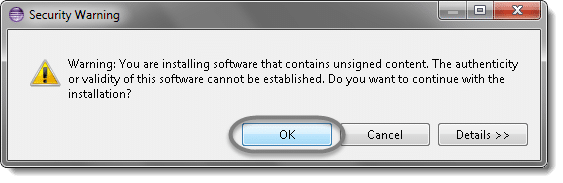 Security Warning
Warning: You are installing software that contains unsigned content. The authenticity
or validity of this software cannot be established. Do you want to continue with the
installation?
OK
Cancel
Details >>